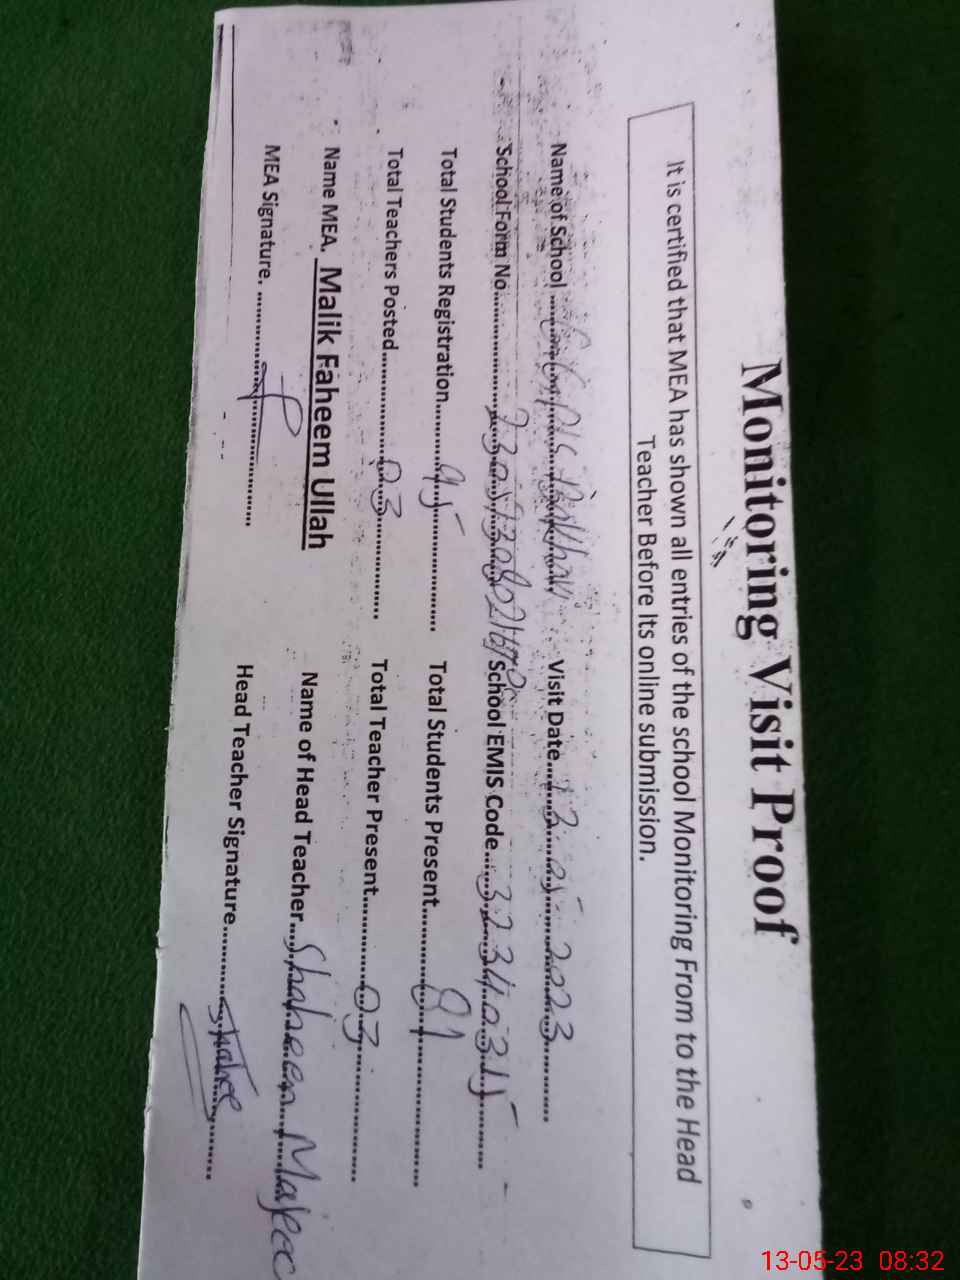 Monitoring Visit Proof
It is certified that MEA has shown all entries of the school Monitoring From to the Head
Teacher Before Its online submission.
Name of School Visit Date 13-05-2023
School Form No School EMIS Code 32340315
Total Students Registration 95 Total Students Present 81
Total Teachers Posted 03 Total Teacher Present 03
Name MEA. Malik Faheem Ullah Name of Head Teacher Shaheen Majeed
MEA Signature. Head Teacher Signature
13-05-23 08:32